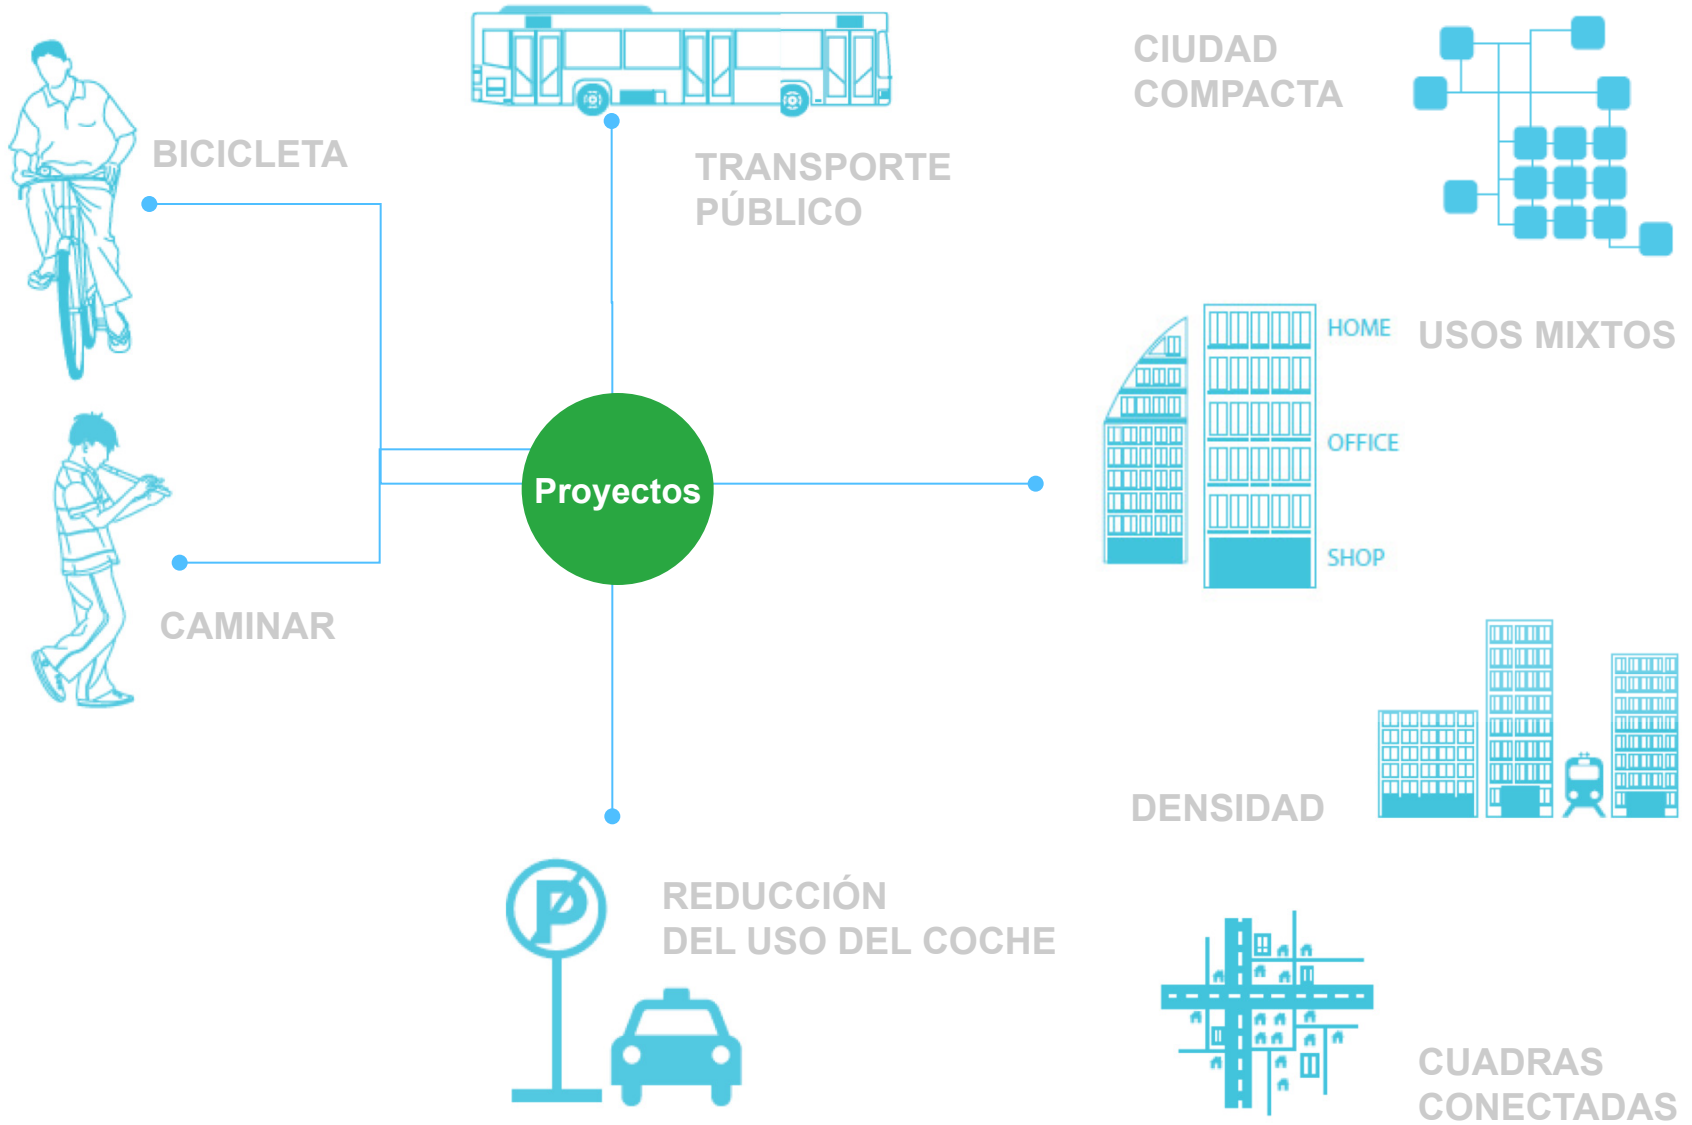 BICICLETA
TRANSPORTE
PÚBLICO
CIUDAD
COMPACTA
HOME
USOS MIXTOS
OFFICE
SHOP
Proyectos
CAMINAR
DENSIDAD
P
REDUCCIÓN
DEL USO DEL COCHE
CUADRAS
CONECTADAS